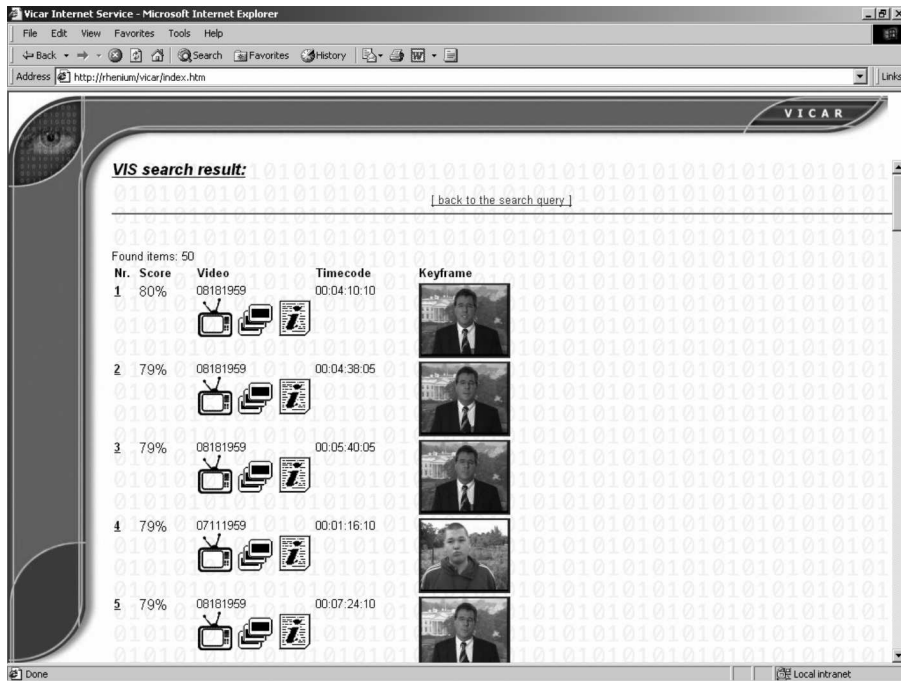 Vicar Internet Service - Microsoft Internet Explorer
File Edit View Favorites Tools Help
Back Search Favorites History
Address http://rhenium/vicar/index.htm Links
VICAR
VIS search result:
[ back to the search query ]
Found items: 50
Nr. Score Video Timecode Keyframe
1 80% 08181959 00:04:10:10
2 79% 08181959 00:04:38:05
3 79% 08181959 00:05:40:05
4 79% 07111959 00:01:16:10
5 79% 08181959 00:07:24:10
Done Local intranet